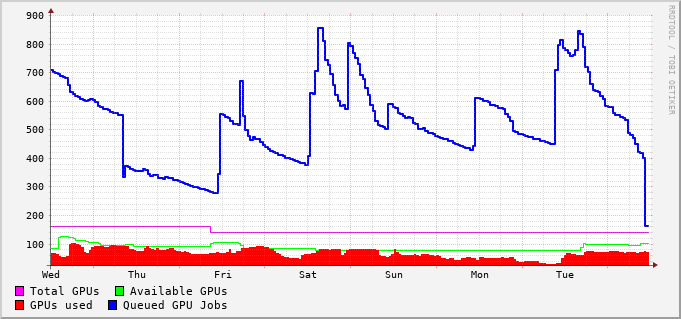 900
800
700
600
500
400
300
200
100
Wed Thu Fri Sat Sun Mon Tue
Total GPUs Available GPUs
GPUs used Queued GPU Jobs
RRDTOOL / TOBI OETIKER